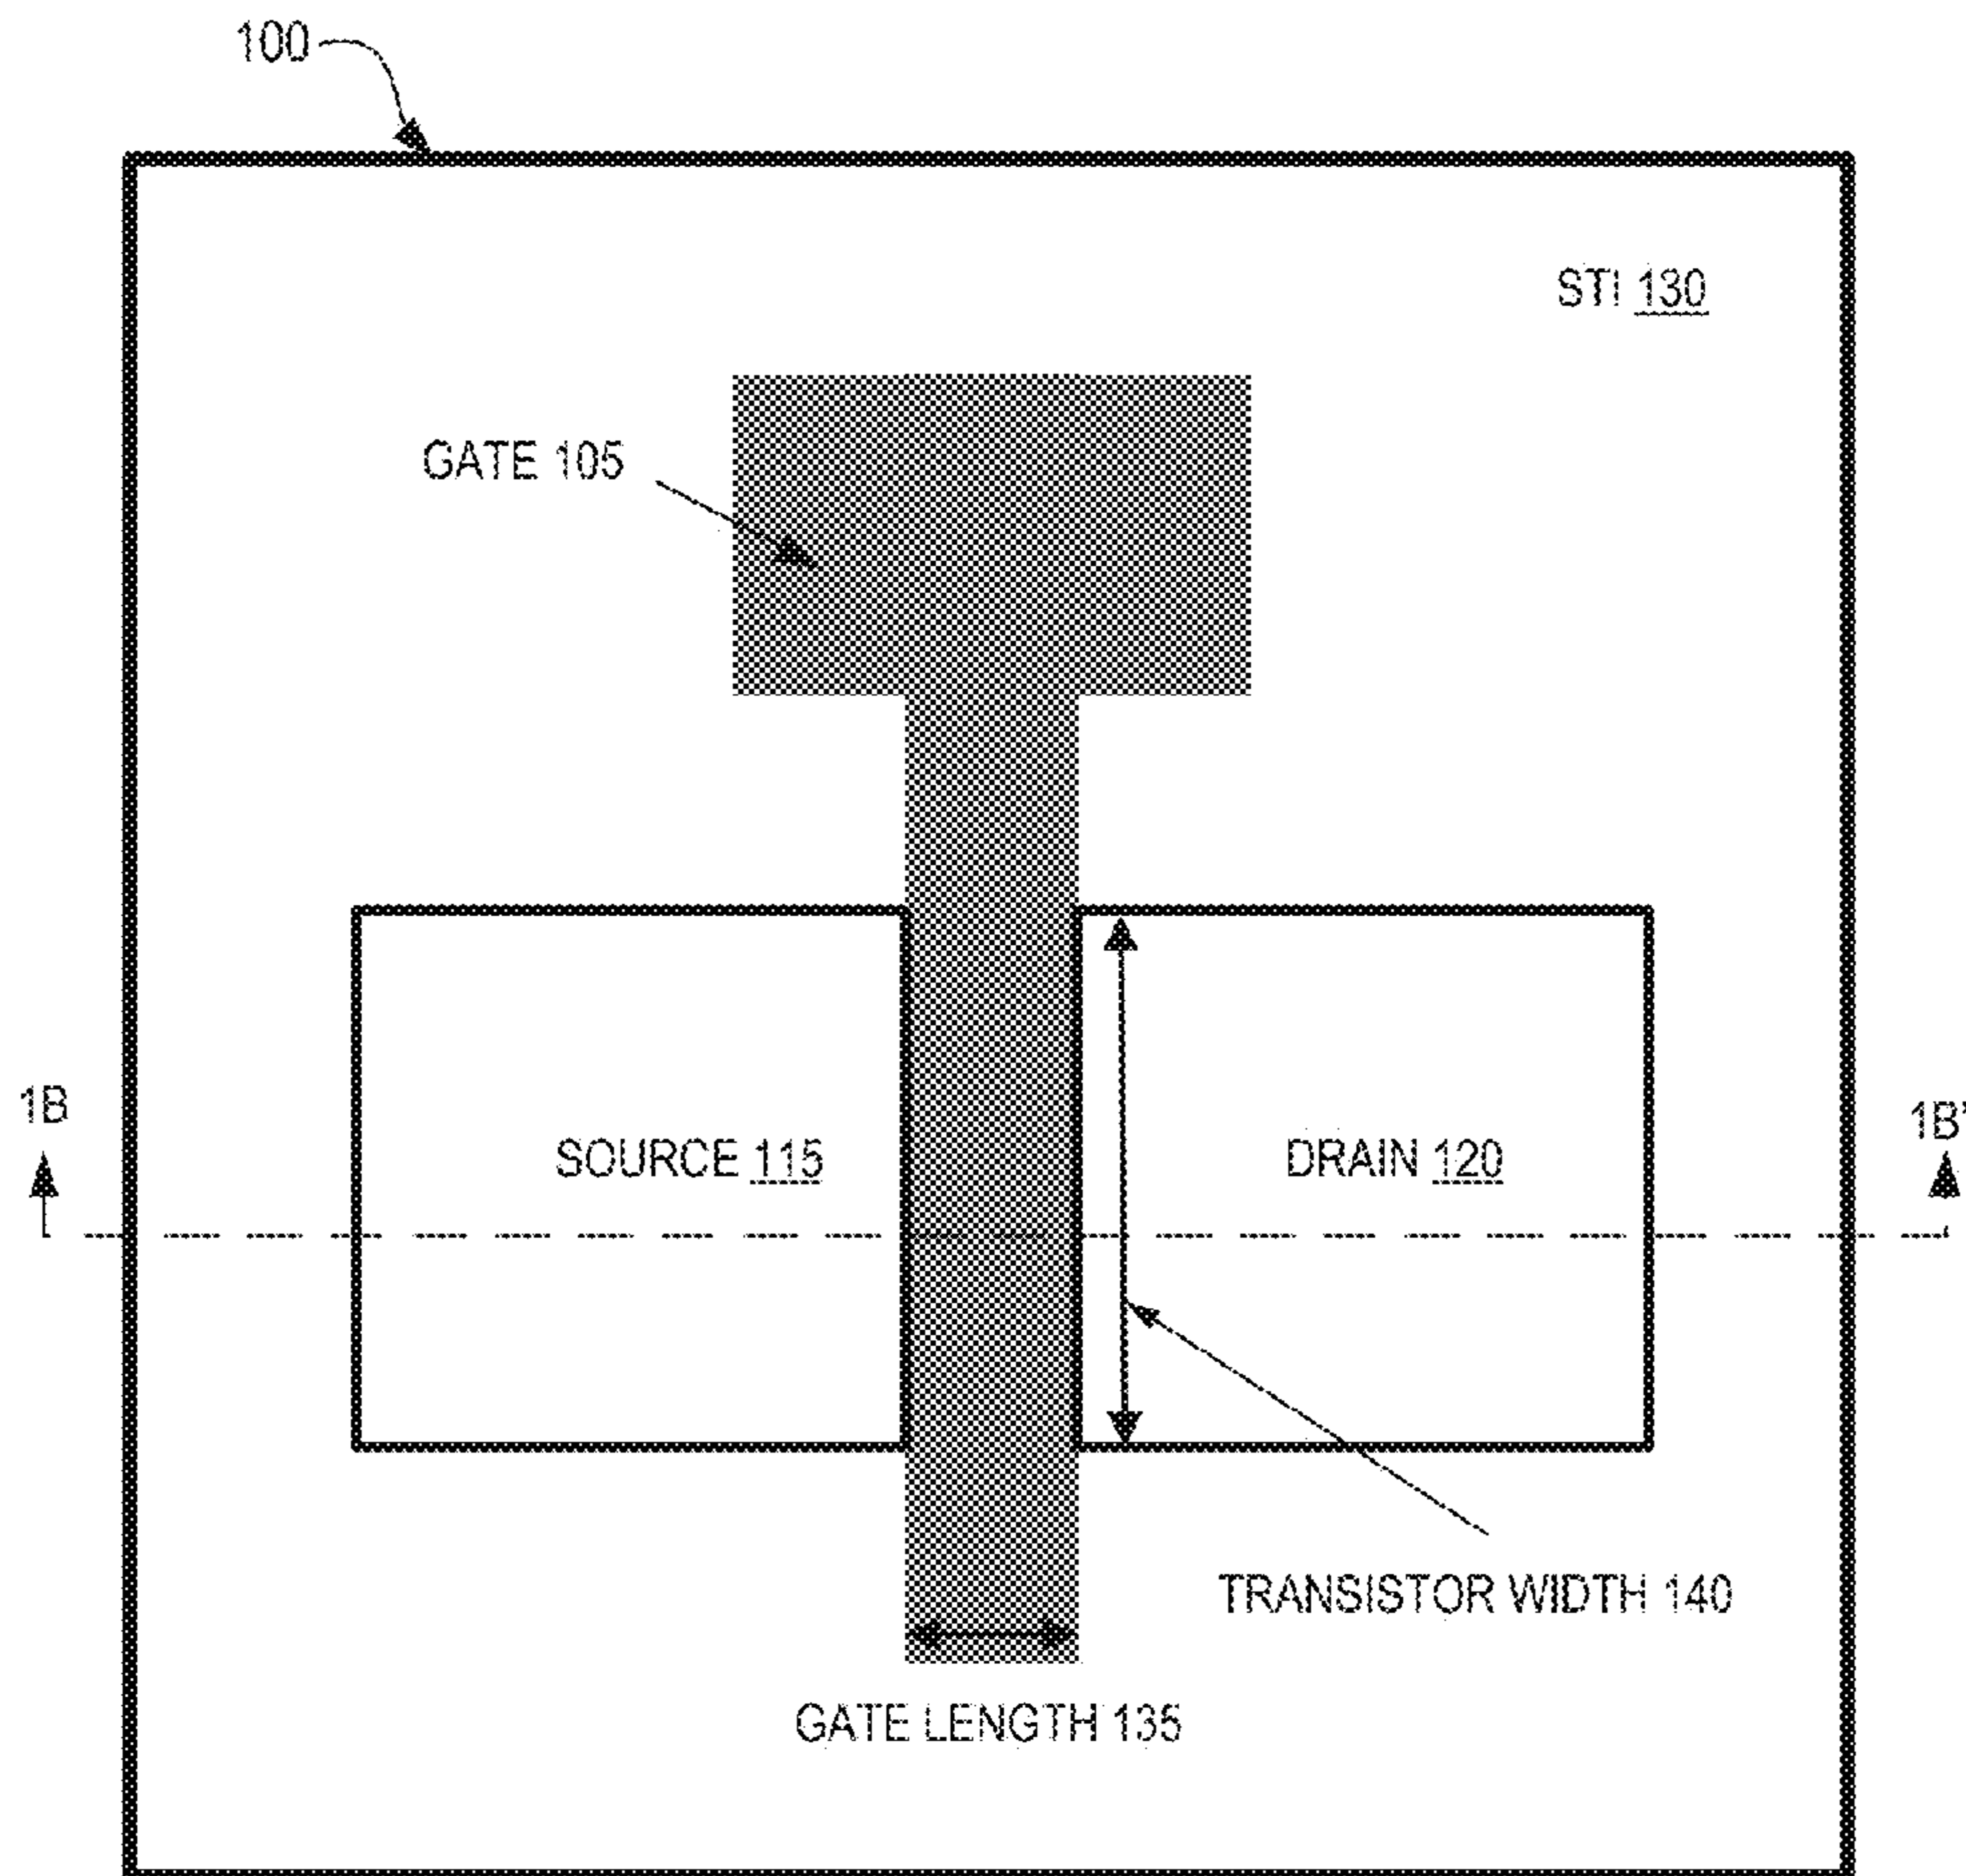 100
STI 130
GATE 105
1B
1B'
SOURCE 115
DRAIN 120
TRANSISTOR WIDTH 140
GATE LENGTH 135